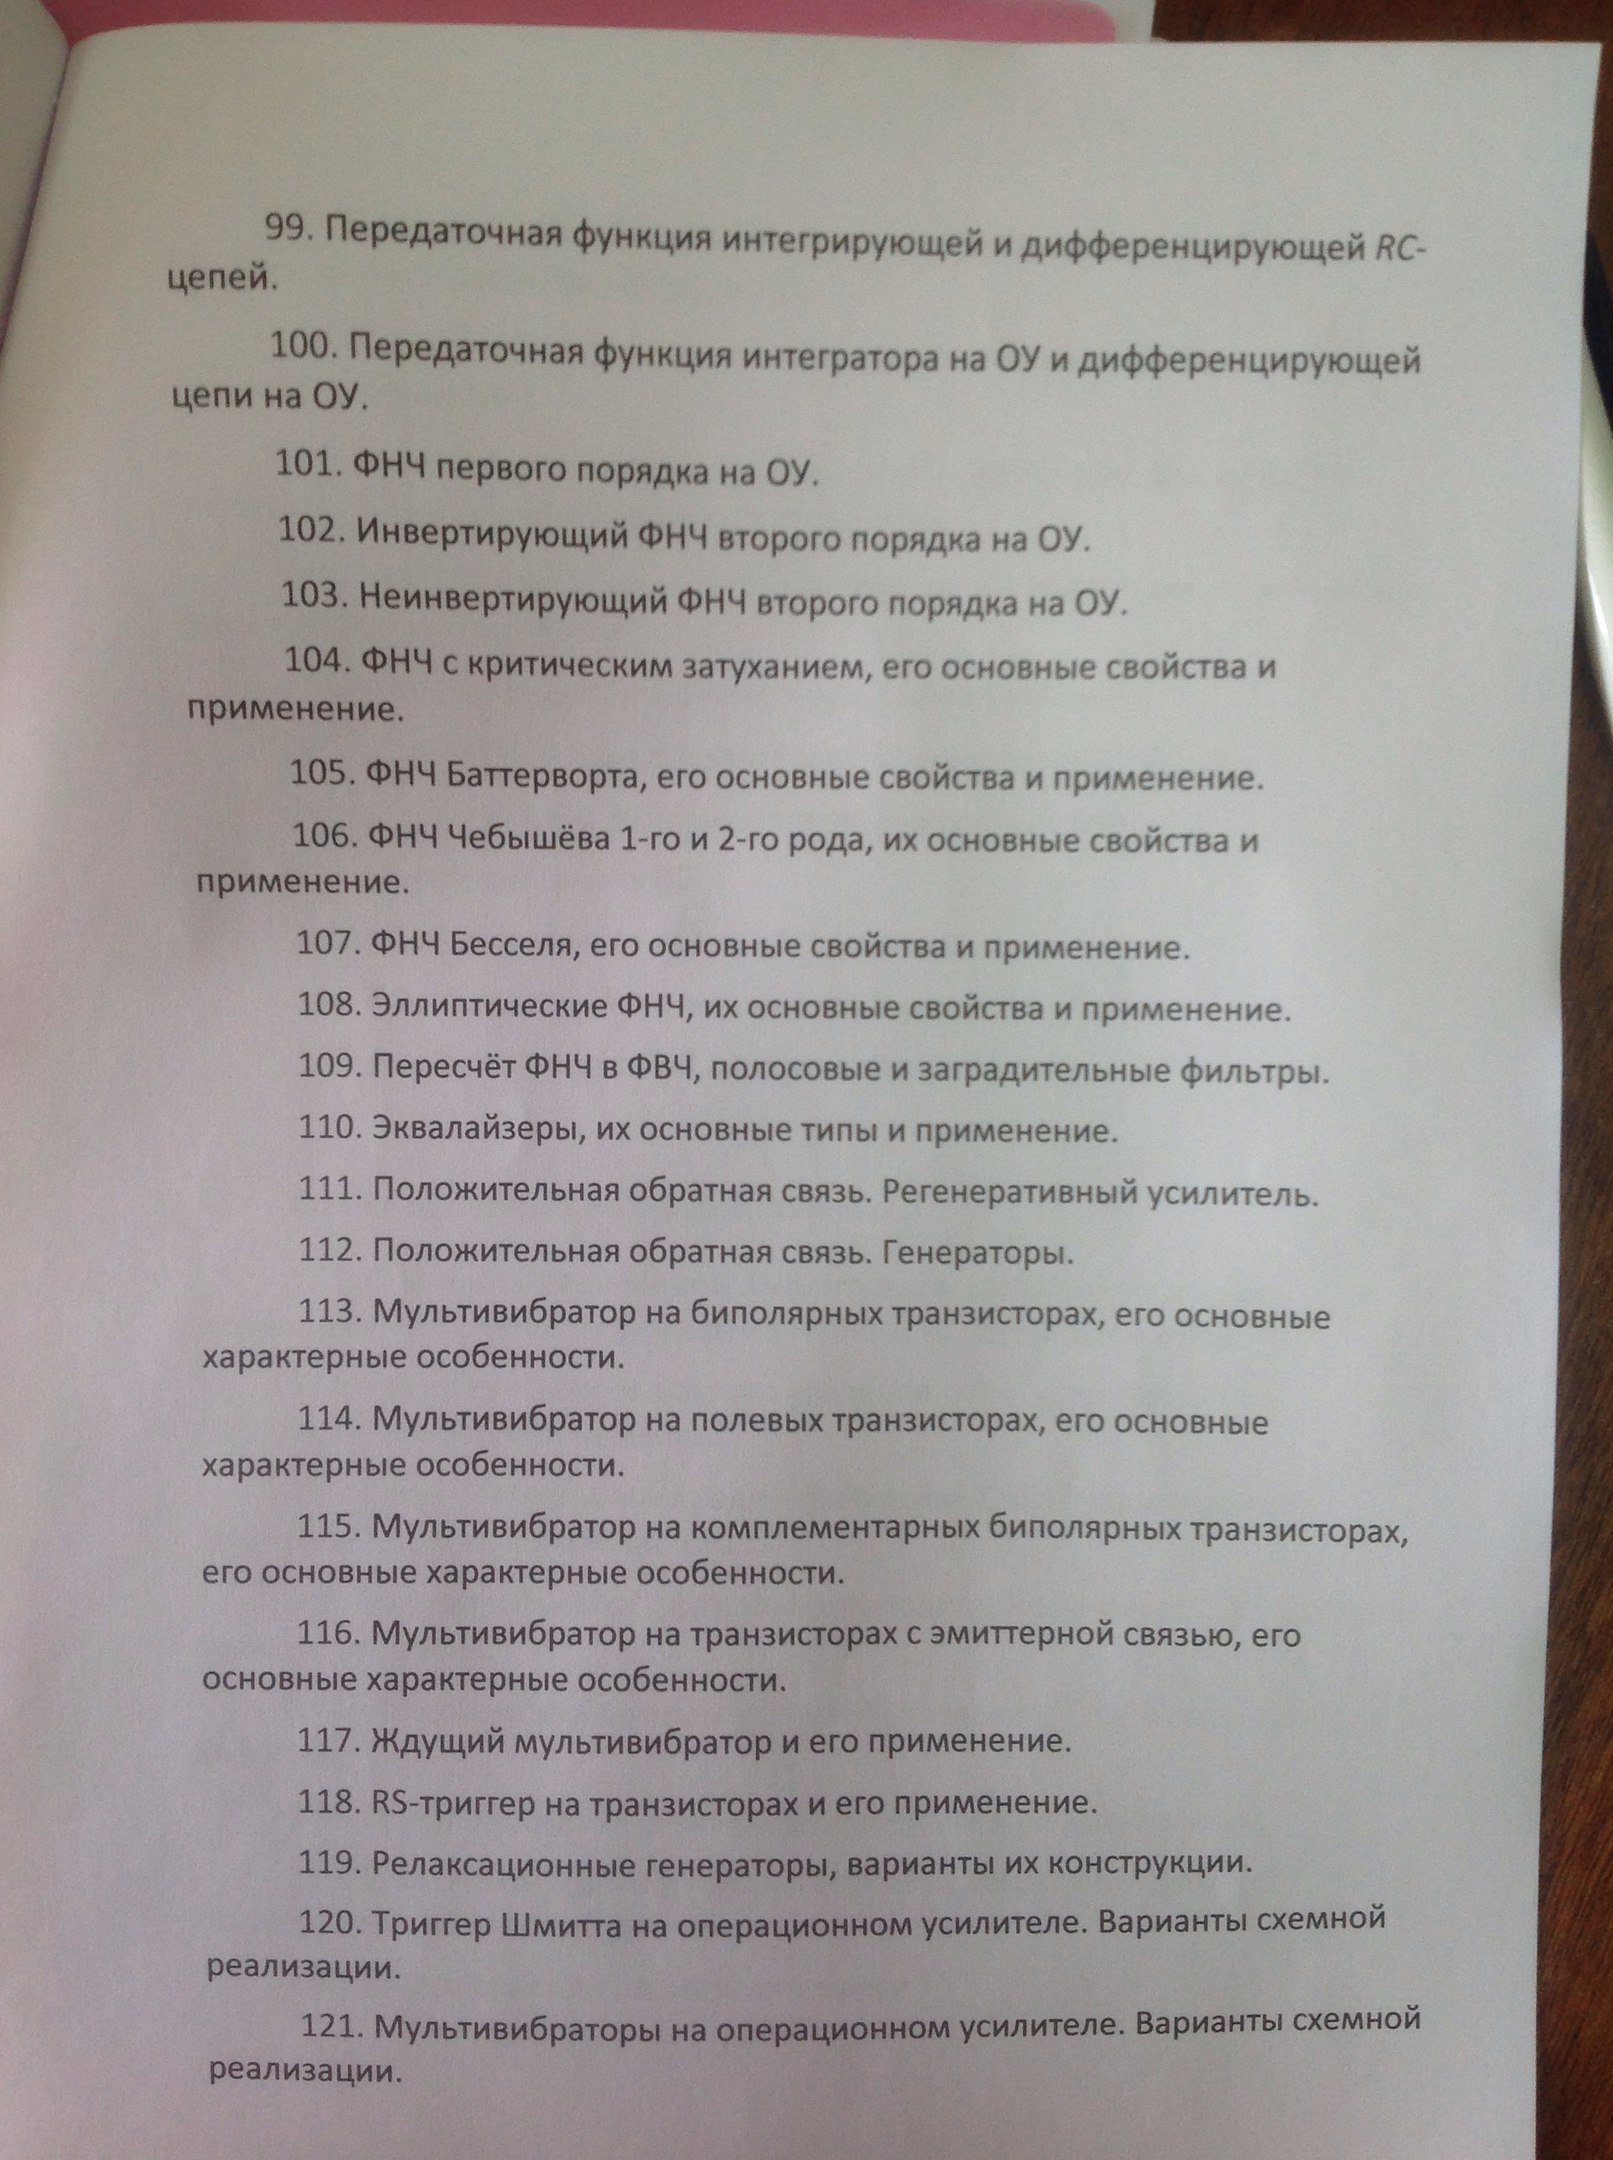 99. Передаточная функция интегрирующей и дифференцирующей RC-
цепей.
100. Передаточная функция интегратора на ОУ и дифференцирующей
цепи на ОУ.
101. ФНЧ первого порядка на ОУ.
102. Инвертирующий ФНЧ второго порядка на ОУ.
103. Неинвертирующий ФНЧ второго порядка на ОУ.
104. ФНЧ с критическим затуханием, его основные свойства и
применение.
105. ФНЧ Баттерворта, его основные свойства и применение.
106. ФНЧ Чебышёва 1-го и 2-го рода, их основные свойства и
применение.
107. ФНЧ Бесселя, его основные свойства и применение.
108. Эллиптические ФНЧ, их основные свойства и применение.
109. Пересчёт ФНЧ в ФВЧ, полосовые и заградительные фильтры.
110. Эквалайзеры, их основные типы и применение.
111. Положительная обратная связь. Регенеративный усилитель.
112. Положительная обратная связь. Генераторы.
113. Мультивибратор на биполярных транзисторах, его основные
характерные особенности.
114. Мультивибратор на полевых транзисторах, его основные
характерные особенности.
115. Мультивибратор на комплементарных биполярных транзисторах,
его основные характерные особенности.
116. Мультивибратор на транзисторах с эмиттерной связью, его
основные характерные особенности.
117. Ждущий мультивибратор и его применение.
118. RS-триггер на транзисторах и его применение.
119. Релаксационные генераторы, варианты их конструкции.
120. Триггер Шмитта на операционном усилителе. Варианты схемной
реализации.
121. Мультивибраторы на операционном усилителе. Варианты схемной
реализации.